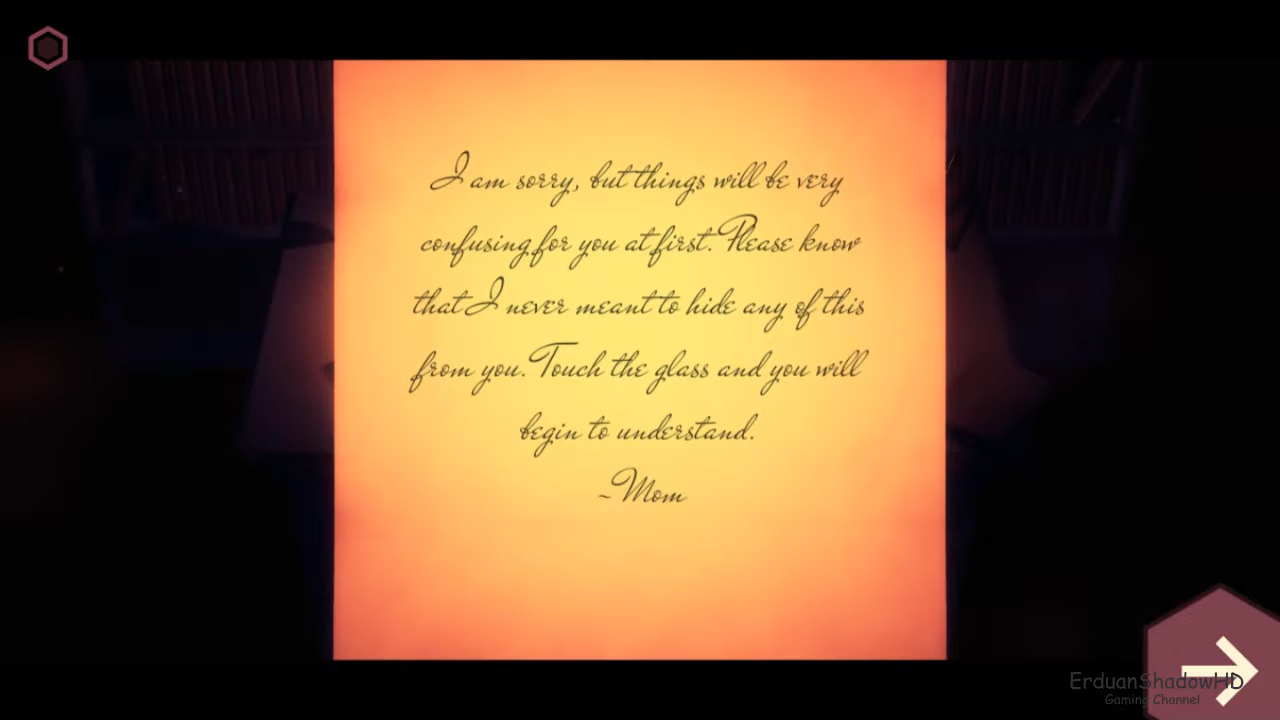 I am sorry, but things will be very
confusing for you at first. Please know
that I never meant to hide any of this
from you. Touch the glass and you will
begin to understand.
~Mom
ErduanShadowHD
Gaming Channel